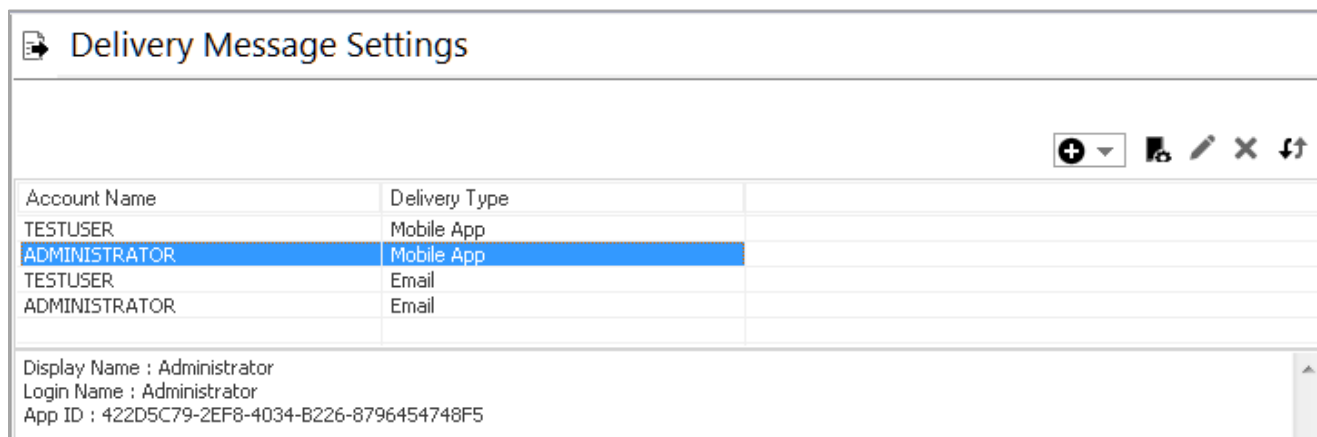 Delivery Message Settings
Account Name Delivery Type
TESTUSER Mobile App
ADMINISTRATOR Mobile App
TESTUSER Email
ADMINISTRATOR Email
Display Name : Administrator
Login Name : Administrator
App ID : 422D5C79-2EF8-4034-B226-8796454748F5